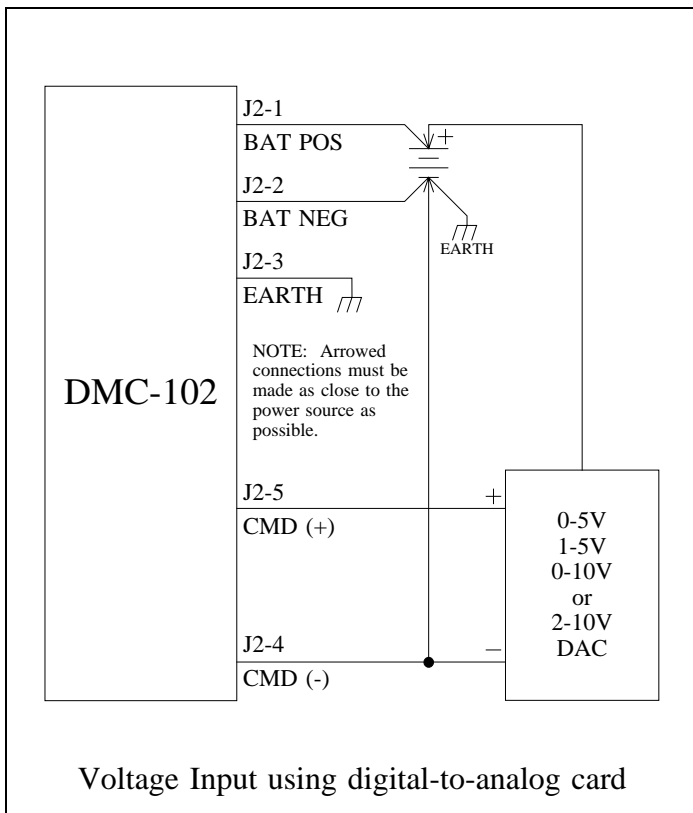 J2-1
BAT POS
+
J2-2
BAT NEG
EARTH
J2-3
EARTH
NOTE: Arrowed
connections must be
made as close to the
power source as
possible.
DMC-102
J2-5
+
CMD (+)
0-5V
1-5V
0-10V
or
2-10V
DAC
J2-4
−
CMD (-)
Voltage Input using digital-to-analog card